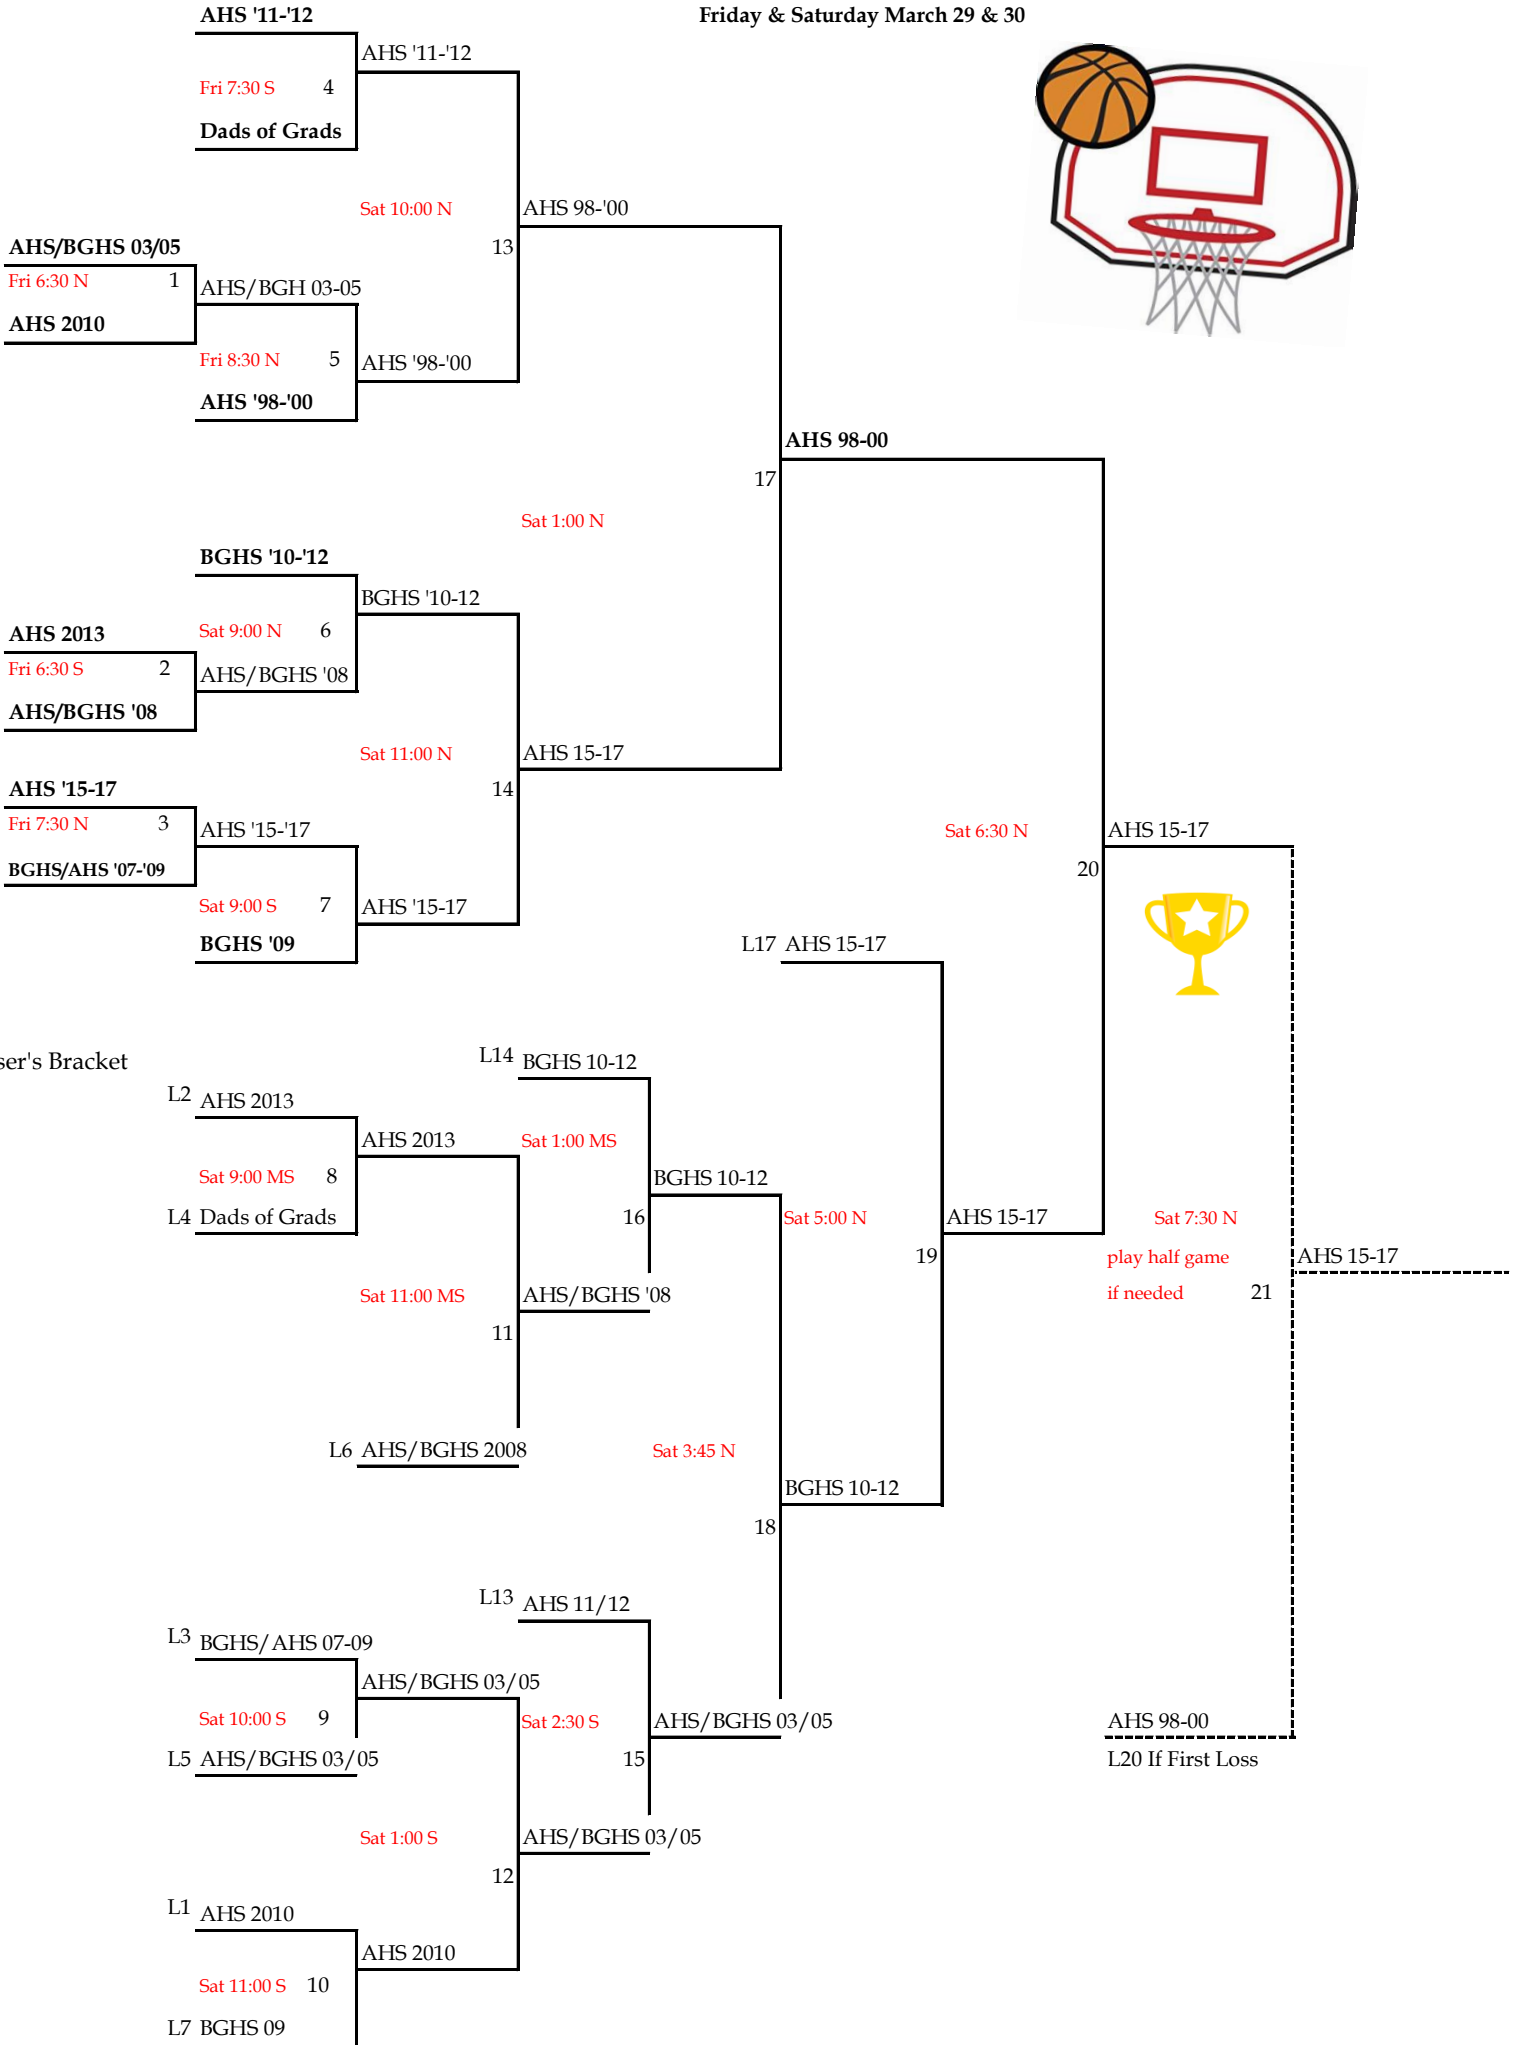 AHS '11-'12
Friday & Saturday March 29 & 30
AHS '11-'12
Fri 7:30 S 4
Dads of Grads
Sat 10:00 N
AHS 98-'00
13
AHS/BGHS 03/05
Fri 6:30 N 1
AHS/BGH 03-05
AHS 2010
Fri 8:30 N 5
AHS '98-'00
AHS '98-'00
AHS 98-00
17
Sat 1:00 N
BGHS '10-'12
BGHS '10-12
AHS 2013
Sat 9:00 N 6
Fri 6:30 S 2
AHS/BGHS '08
AHS/BGHS '08
Sat 11:00 N
AHS 15-17
14
AHS '15-17
Fri 7:30 N 3
AHS '15-'17
BGHS/AHS '07-'09
Sat 9:00 S 7
AHS '15-17
BGHS '09
Sat 6:30 N
AHS 15-17
20
L17 AHS 15-17
ser's Bracket
L14 BGHS 10-12
L2 AHS 2013
AHS 2013
Sat 1:00 MS
Sat 9:00 MS 8
BGHS 10-12
L4 Dads of Grads
16
Sat 5:00 N
AHS 15-17
Sat 7:30 N
19
play half game
AHS 15-17
if needed 21
Sat 11:00 MS
AHS/BGHS '08
11
L6 AHS/BGHS 2008
Sat 3:45 N
BGHS 10-12
18
L13 AHS 11/12
L3 BGHS/AHS 07-09
AHS/BGHS 03/05
Sat 10:00 S 9
Sat 2:30 S
AHS/BGHS 03/05
AHS 98-00
L5 AHS/BGHS 03/05
15
L20 If First Loss
Sat 1:00 S
AHS/BGHS 03/05
12
L1 AHS 2010
AHS 2010
Sat 11:00 S 10
L7 BGHS 09